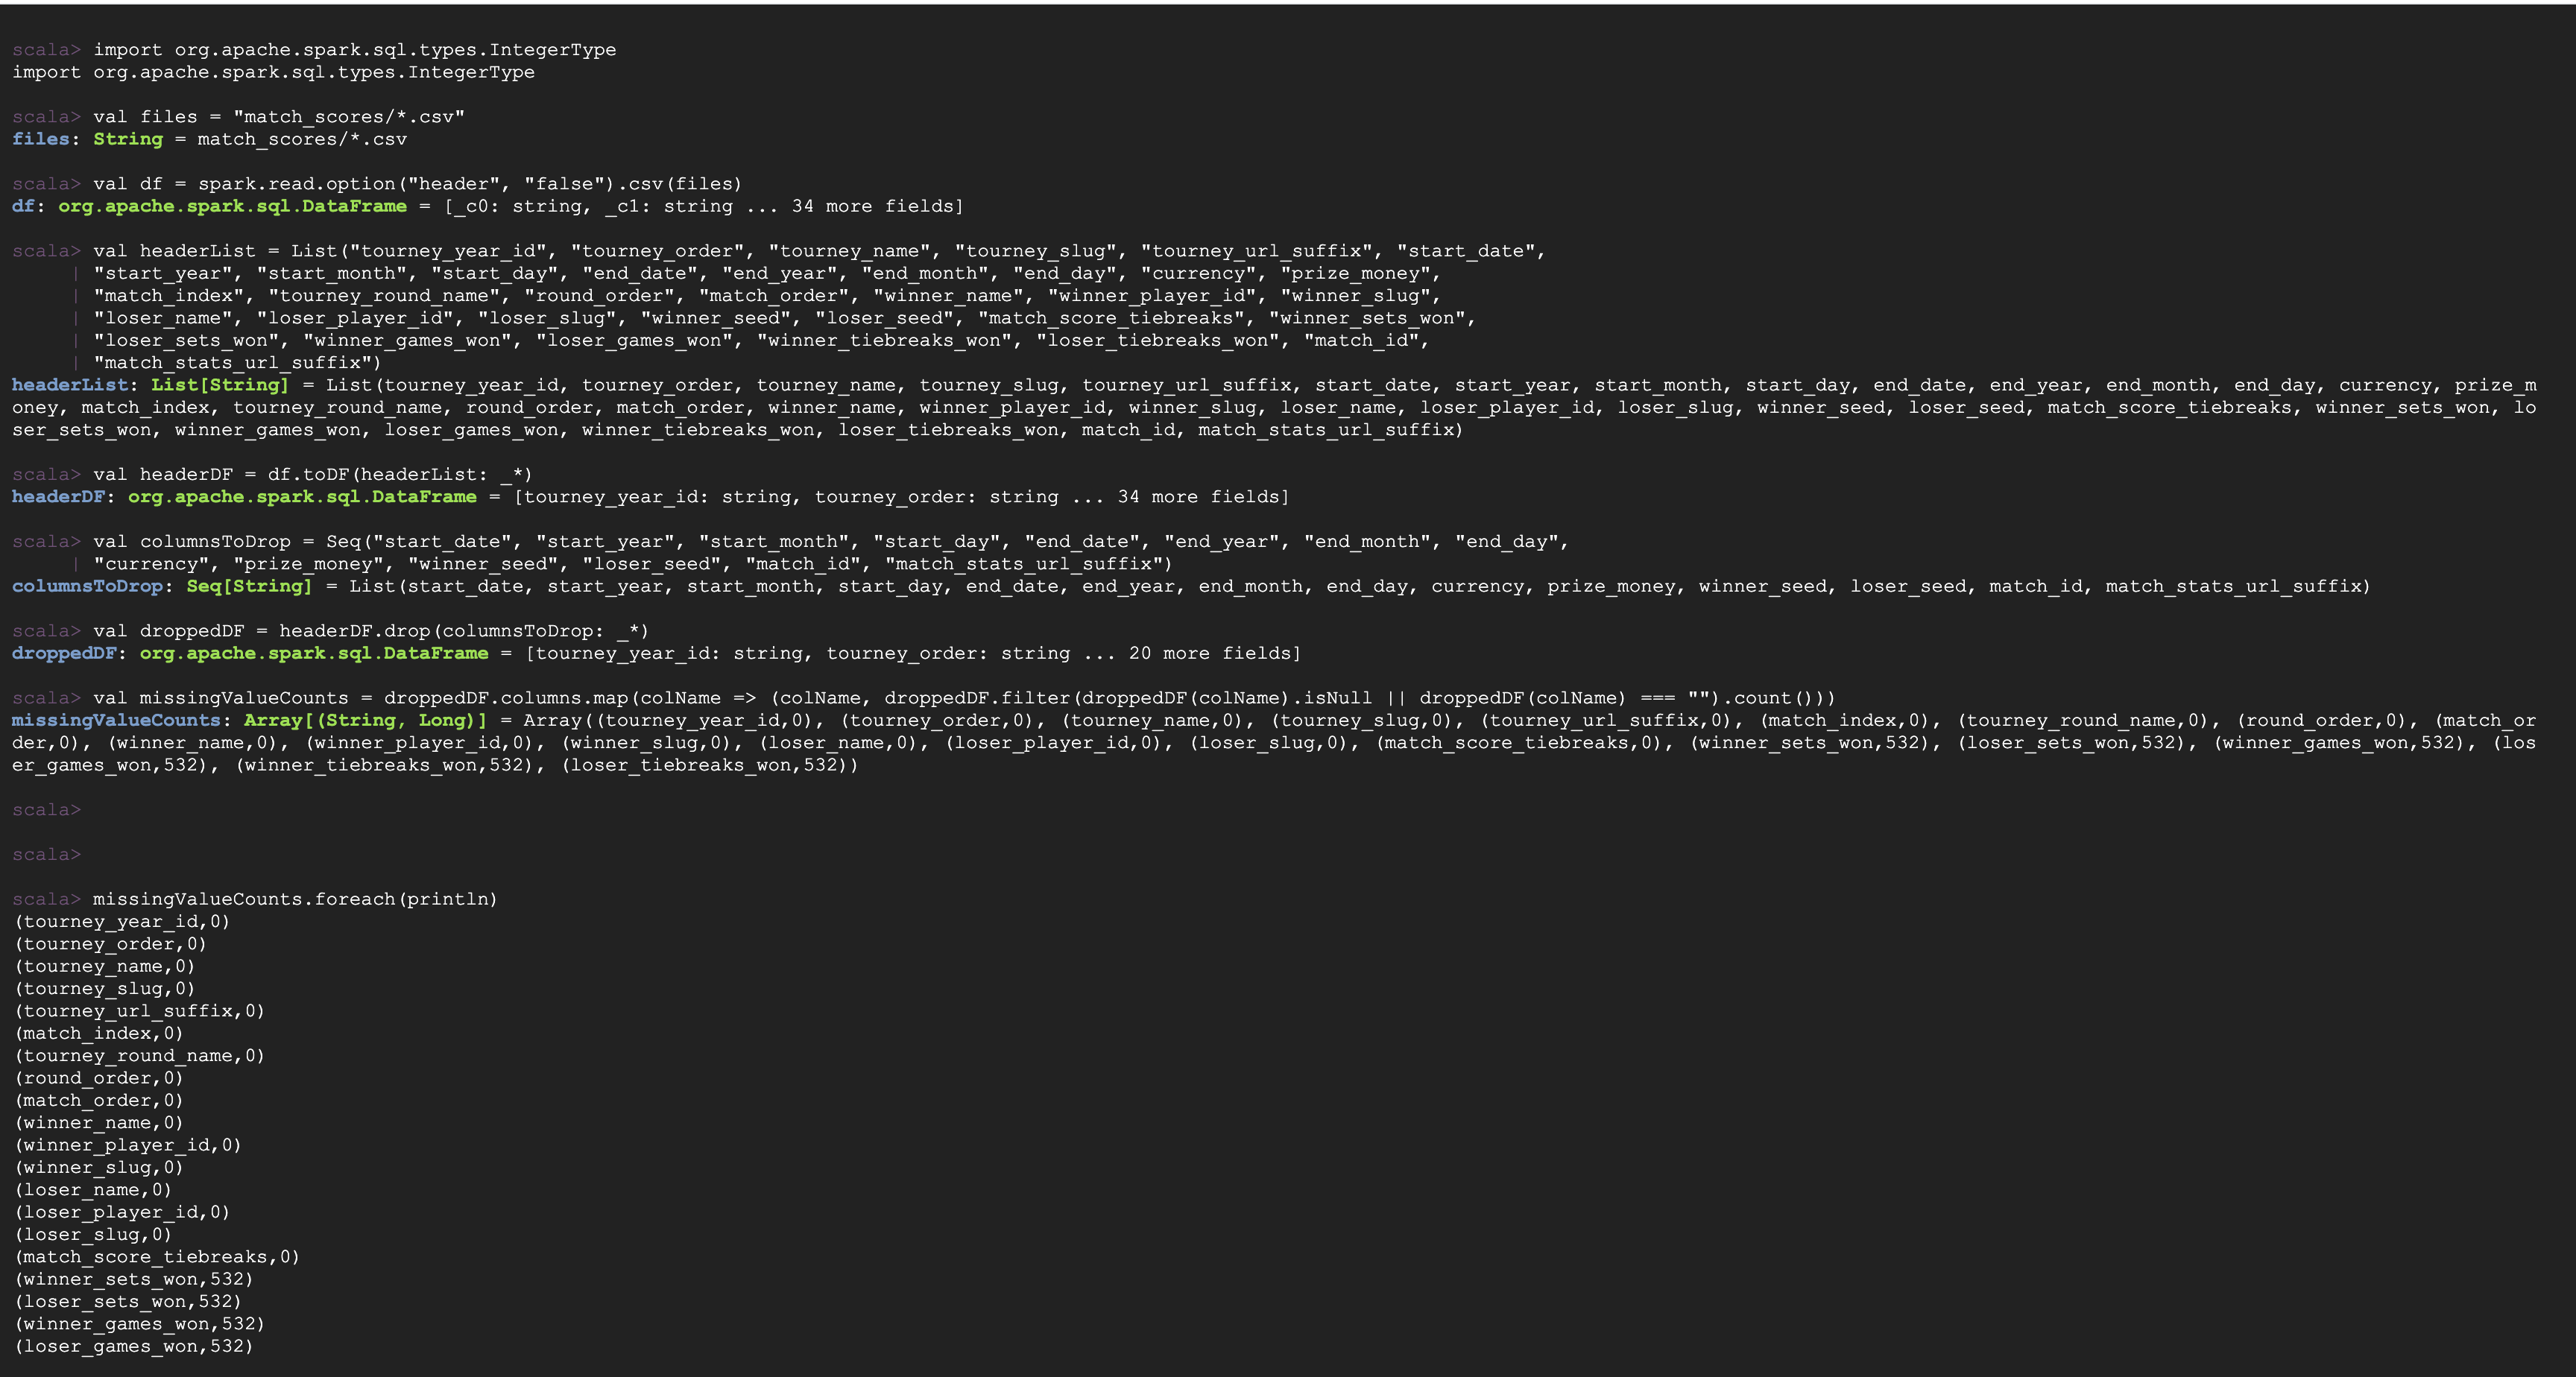 scala> import org.apache.spark.sql.types.IntegerType
import org.apache.spark.sql.types.IntegerType
scala> val files = "match_scores/*.csv"
files: String = match_scores/*.csv
scala> val df = spark.read.option("header", "false").csv(files)
df: org.apache.spark.sql.DataFrame = [_c0: string, _c1: string ... 34 more fields]
scala> val headerList = List("tourney_year_id", "tourney_order", "tourney_name", "tourney_slug", "tourney_url_suffix", "start_date",
| "start_year", "start_month", "start_day", "end_date", "end_year", "end_month", "end_day", "currency", "prize_money",
| "match_index", "tourney_round_name", "round_order", "match_order", "winner_name", "winner_player_id", "winner_slug",
| "loser_name", "loser_player_id", "loser_slug", "winner_seed", "loser_seed", "match_score_tiebreaks", "winner_sets_won",
| "loser_sets_won", "winner_games_won", "loser_games_won", "winner_tiebreaks_won", "loser_tiebreaks_won", "match_id",
| "match_stats_url_suffix")
headerList: List[String] = List(tourney_year_id, tourney_order, tourney_name, tourney_slug, tourney_url_suffix, start_date, start_year, start_month, start_day, end_date, end_year, end_month, end_day, currency, prize_m
oney, match_index, tourney_round_name, round_order, match_order, winner_name, winner_player_id, winner_slug, loser_name, loser_player_id, loser_slug, winner_seed, loser_seed, match_score_tiebreaks, winner_sets_won, lo
ser_sets_won, winner_games_won, loser_games_won, winner_tiebreaks_won, loser_tiebreaks_won, match_id, match_stats_url_suffix)
scala> val headerDF = df.toDF(headerList: _*)
headerDF: org.apache.spark.sql.DataFrame = [tourney_year_id: string, tourney_order: string ... 34 more fields]
scala> val columnsToDrop = Seq("start_date", "start_year", "start_month", "start_day", "end_date", "end_year", "end_month", "end_day",
| "currency", "prize_money", "winner_seed", "loser_seed", "match_id", "match_stats_url_suffix")
columnsToDrop: Seq[String] = List(start_date, start_year, start_month, start_day, end_date, end_year, end_month, end_day, currency, prize_money, winner_seed, loser_seed, match_id, match_stats_url_suffix)
scala> val droppedDF = headerDF.drop(columnsToDrop: _*)
droppedDF: org.apache.spark.sql.DataFrame = [tourney_year_id: string, tourney_order: string ... 20 more fields]
scala> val missingValueCounts = droppedDF.columns.map(colName => (colName, droppedDF.filter(droppedDF(colName).isNull || droppedDF(colName) === "").count()))
missingValueCounts: Array[(String, Long)] = Array((tourney_year_id,0), (tourney_order,0), (tourney_name,0), (tourney_slug,0), (tourney_url_suffix,0), (match_index,0), (tourney_round_name,0), (round_order,0), (match_or
der,0), (winner_name,0), (winner_player_id,0), (winner_slug,0), (loser_name,0), (loser_player_id,0), (loser_slug,0), (match_score_tiebreaks,0), (winner_sets_won,532), (loser_sets_won,532), (winner_games_won,532), (los
er_games_won,532), (winner_tiebreaks_won,532), (loser_tiebreaks_won,532))
scala>
scala>
scala> missingValueCounts.foreach(println)
(tourney_year_id,0)
(tourney_order,0)
(tourney_name,0)
(tourney_slug,0)
(tourney_url_suffix,0)
(match_index,0)
(tourney_round_name,0)
(round_order,0)
(match_order,0)
(winner_name,0)
(winner_player_id,0)
(winner_slug,0)
(loser_name,0)
(loser_player_id,0)
(loser_slug,0)
(match_score_tiebreaks,0)
(winner_sets_won,532)
(loser_sets_won,532)
(winner_games_won,532)
(loser_games_won,532)